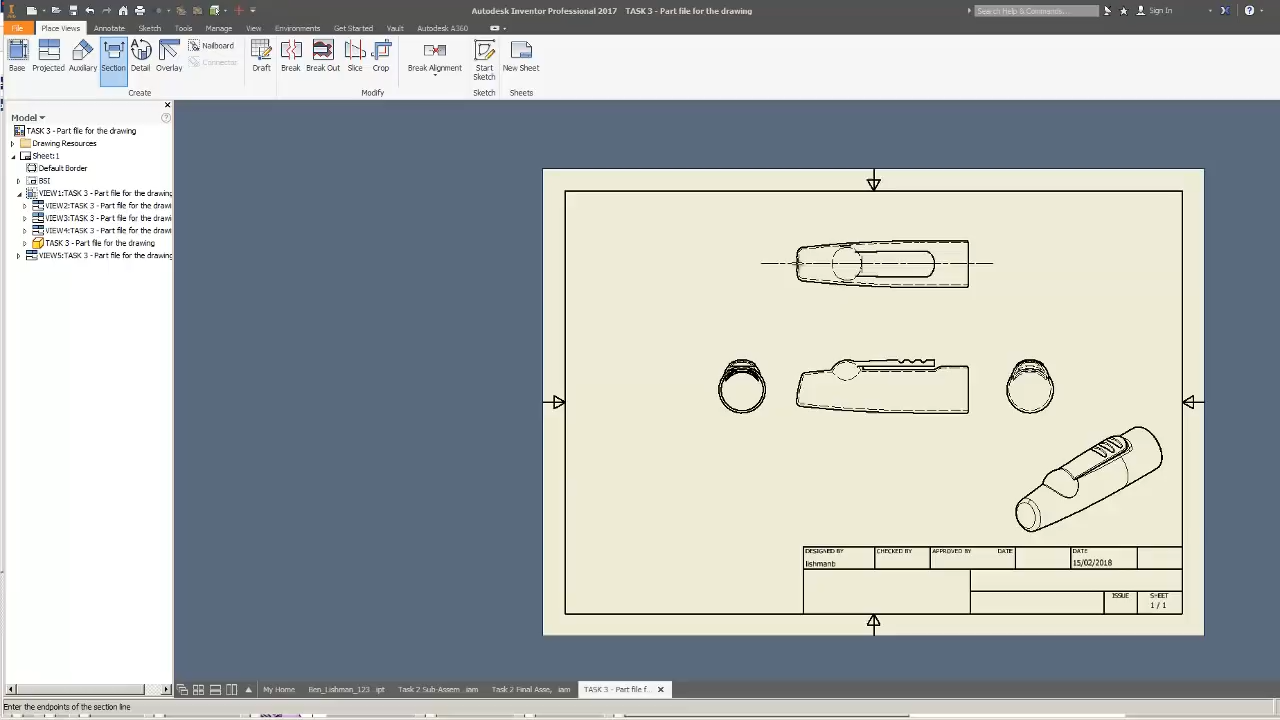 Autodesk Inventor Professional 2017 TASK 3 - Part file for the drawing
Search Help & Commands...
Sign In
File Place Views Annotate Sketch Tools Manage View Environments Get Started Vault Autodesk A360
Base Projected Auxiliary Section Detail Overlay
Nailboard
Connector
Draft Break Break Out Slice Crop
Break Alignment
Start Sketch
New Sheet
Create Modify Sketch Sheets
Model
TASK 3 - Part file for the drawing
Drawing Resources
Sheet:1
Default Border
BSI
VIEW1:TASK 3 - Part file for the drawing
VIEW2:TASK 3 - Part file for the drawi
VIEW3:TASK 3 - Part file for the drawi
VIEW4:TASK 3 - Part file for the drawi
TASK 3 - Part file for the drawing
VIEW5:TASK 3 - Part file for the drawing
DESIGNED BY CHECKED BY APPROVED BY DATE DATE
lishmanb 15/02/2018
ISSUE SHEET
1 / 1
My Home Ben_Lishman_123 ...ipt Task 2 Sub-Assem...iam Task 2 Final Asse,...iam TASK 3 - Part file f...
Enter the endpoints of the section line